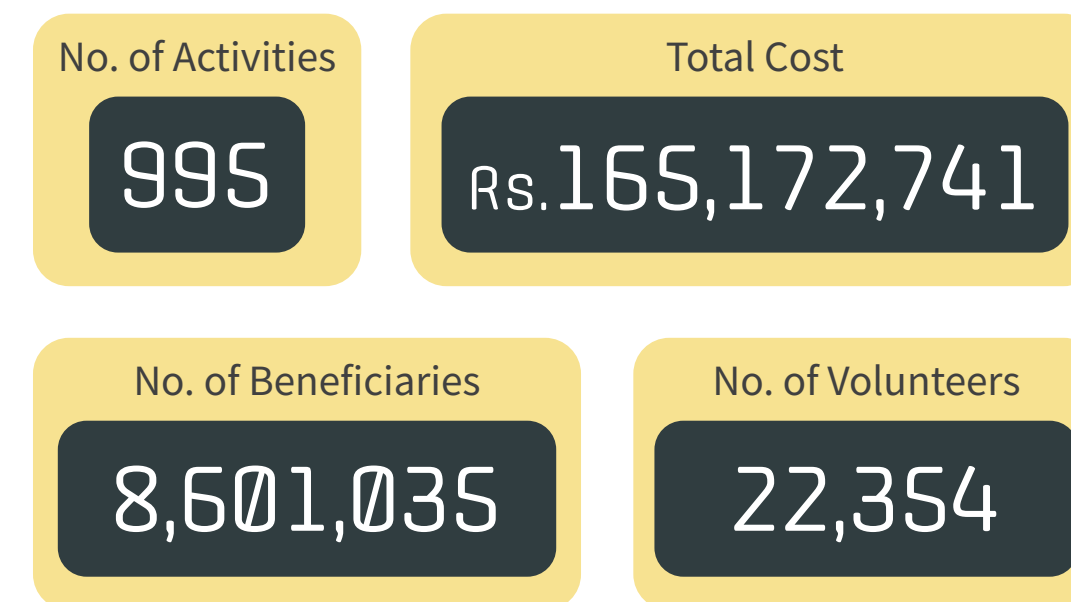 No. of Activities
995
Total Cost
Rs.165,172,741
No. of Beneficiaries
8,601,035
No. of Volunteers
22,354